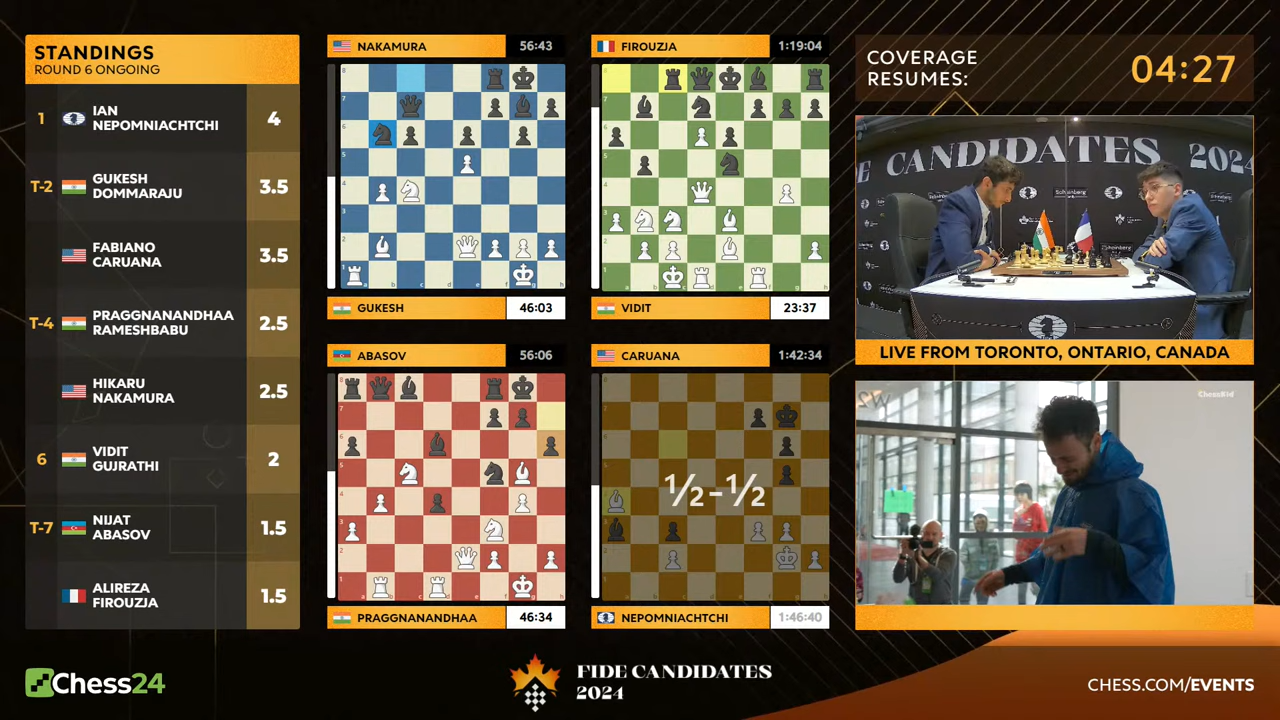 STANDINGS
ROUND 6 ONGOING
1 IAN NEPOMNIACHTCHI 4
T-2 GUKESH DOMMARAJU 3.5
FABIANO CARUANA 3.5
T-4 PRAGGNANANDHAA RAMESHBABU 2.5
HIKARU NAKAMURA 2.5
6 VIDIT GUJRATHI 2
T-7 NIJAT ABASOV 1.5
ALIREZA FIROUZJA 1.5
NAKAMURA 56:43
GUKESH 46:03
FIROUZJA 1:19:04
VIDIT 23:37
ABASOV 56:06
PRAGGNANANDHAA 46:34
CARUANA 1:42:34
½-½
NEPOMNIACHTCHI 1:46:40
COVERAGE RESUMES: 04:27
DE CANDIDATES 2024
LIVE FROM TORONTO, ONTARIO, CANADA
ChessKid
Chess24
FIDE CANDIDATES
2024
CHESS.COM/EVENTS